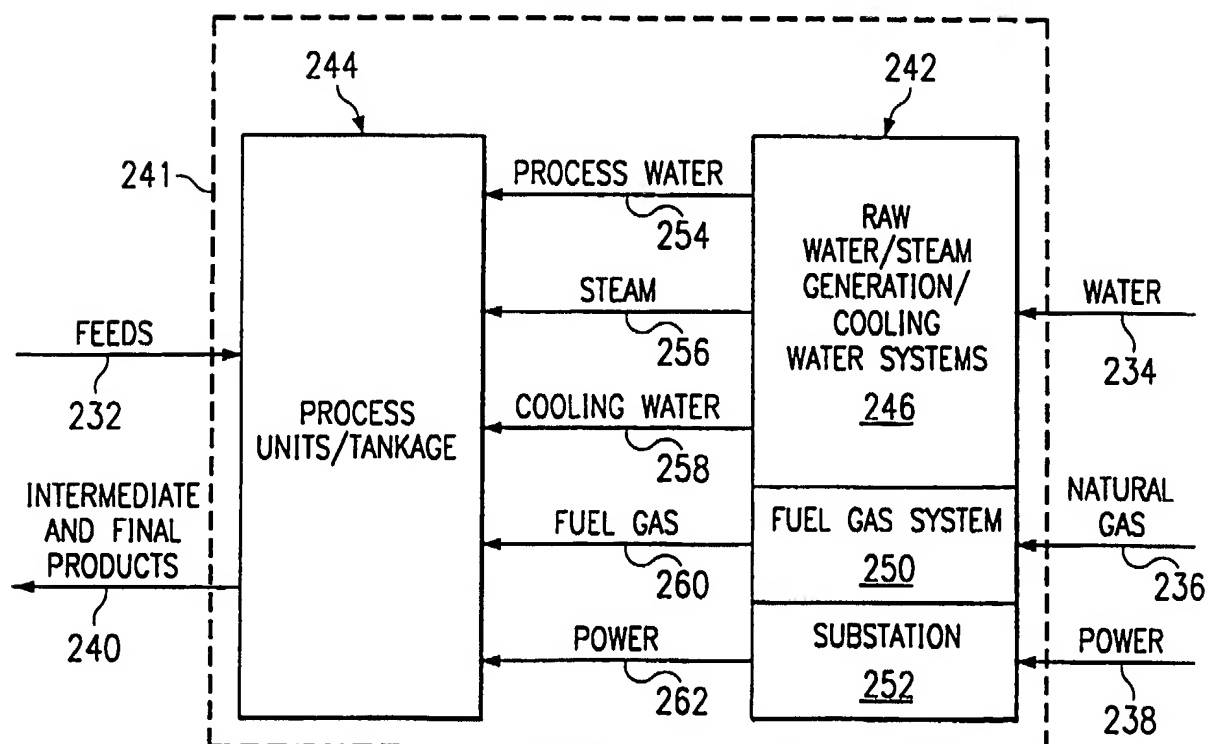 244
242
241
PROCESS WATER
254
STEAM
256
COOLING WATER
258
FUEL GAS
260
POWER
262
FEEDS
232
INTERMEDIATE
AND FINAL
PRODUCTS
240
PROCESS
UNITS/TANKAGE
RAW
WATER/STEAM
GENERATION/
COOLING
WATER SYSTEMS
246
FUEL GAS SYSTEM
250
SUBSTATION
252
WATER
234
NATURAL
GAS
236
POWER
238